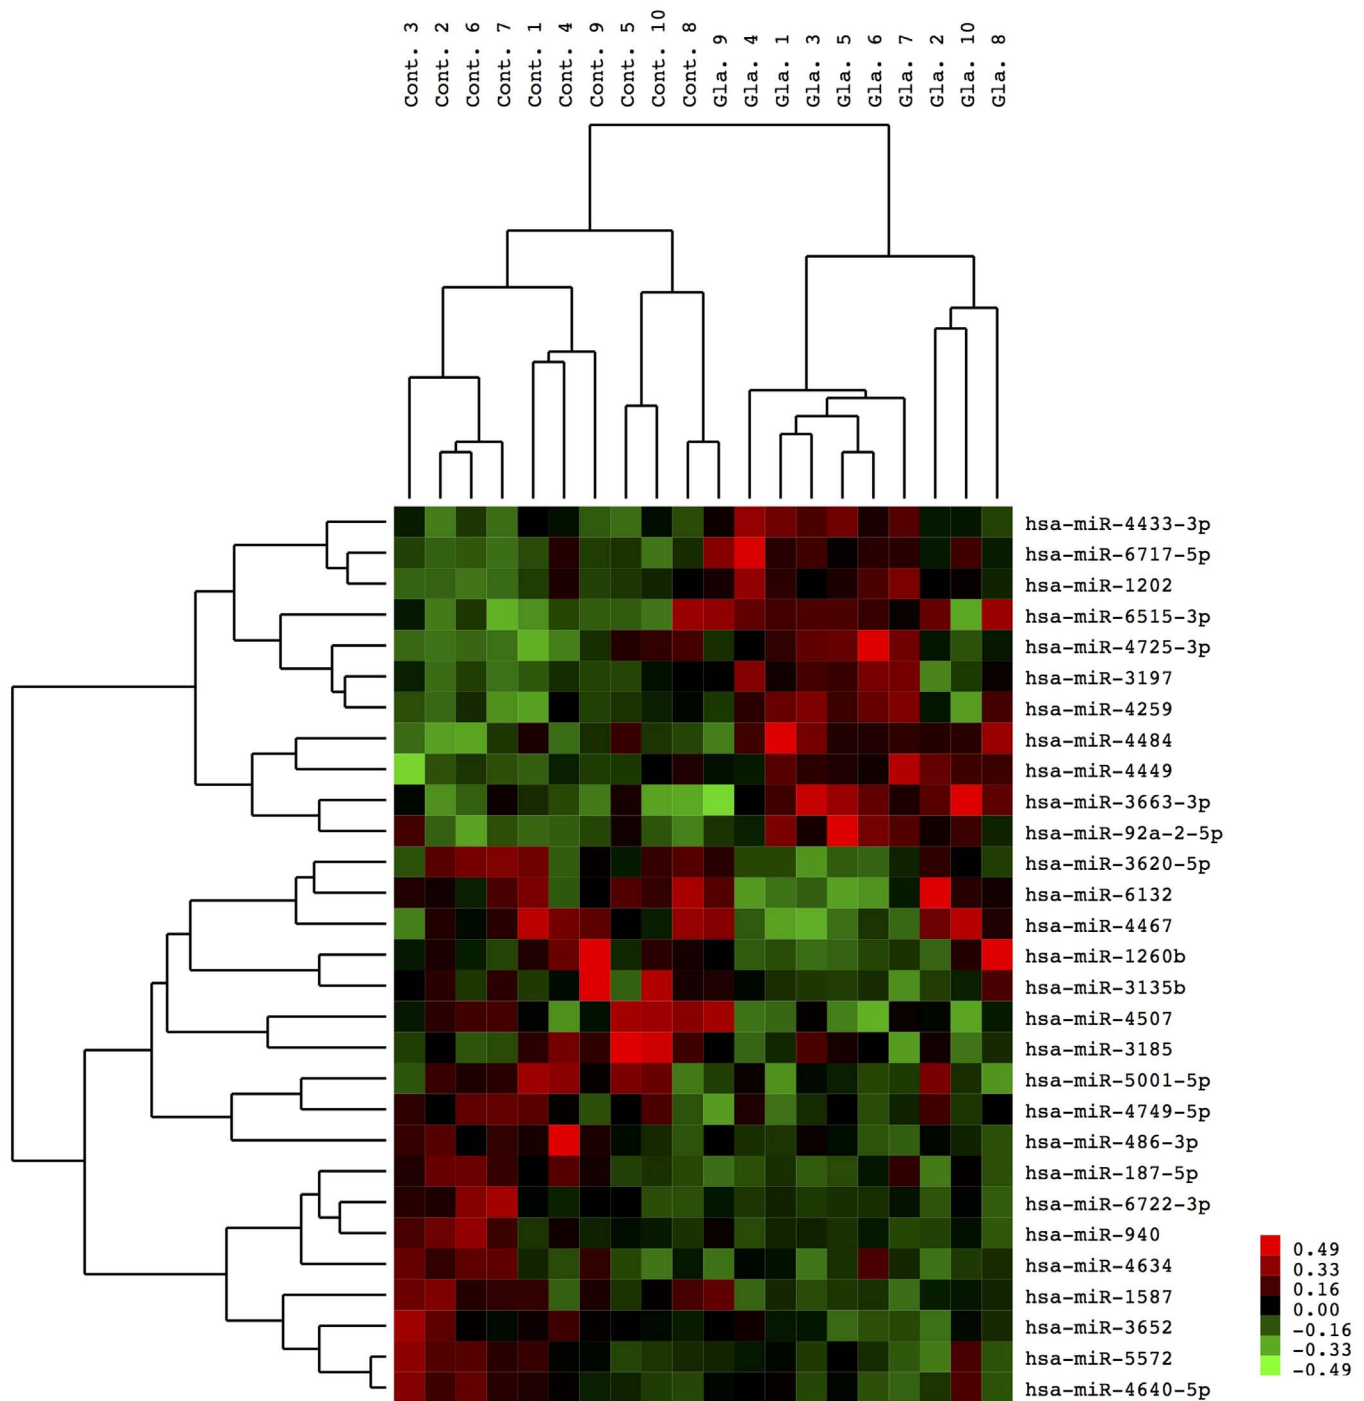 Cont. 3
Cont. 2
Cont. 6
Cont. 7
Cont. 1
Cont. 4
Cont. 9
Cont. 5
Cont. 10
Cont. 8
Gla. 9
Gla. 4
Gla. 1
Gla. 3
Gla. 5
Gla. 6
Gla. 7
Gla. 2
Gla. 10
Gla. 8
hsa-miR-4433-3p
hsa-miR-6717-5p
hsa-miR-1202
hsa-miR-6515-3p
hsa-miR-4725-3p
hsa-miR-3197
hsa-miR-4259
hsa-miR-4484
hsa-miR-4449
hsa-miR-3663-3p
hsa-miR-92a-2-5p
hsa-miR-3620-5p
hsa-miR-6132
hsa-miR-4467
hsa-miR-1260b
hsa-miR-3135b
hsa-miR-4507
hsa-miR-3185
hsa-miR-5001-5p
hsa-miR-4749-5p
hsa-miR-486-3p
hsa-miR-187-5p
hsa-miR-6722-3p
hsa-miR-940
hsa-miR-4634
hsa-miR-1587
hsa-miR-3652
hsa-miR-5572
hsa-miR-4640-5p
0.49
0.33
0.16
0.00
-0.16
-0.33
-0.49